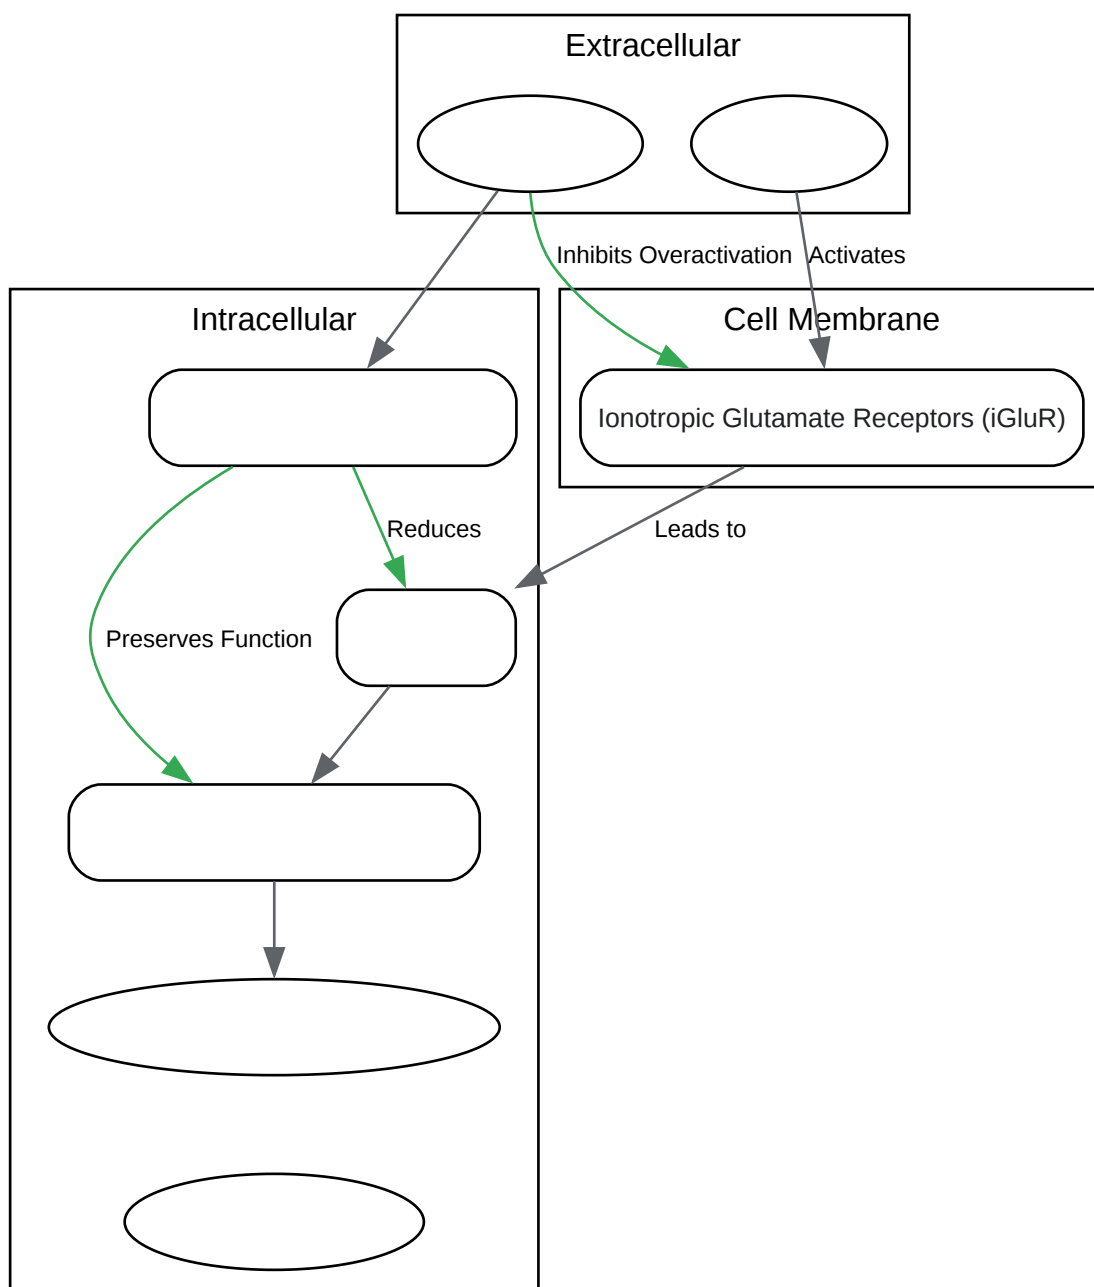 Extracellular
Inhibits Overactivation
Activates
Intracellular
Cell Membrane
Ionotropic Glutamate Receptors (iGluR)
Reduces
Leads to
Preserves Function